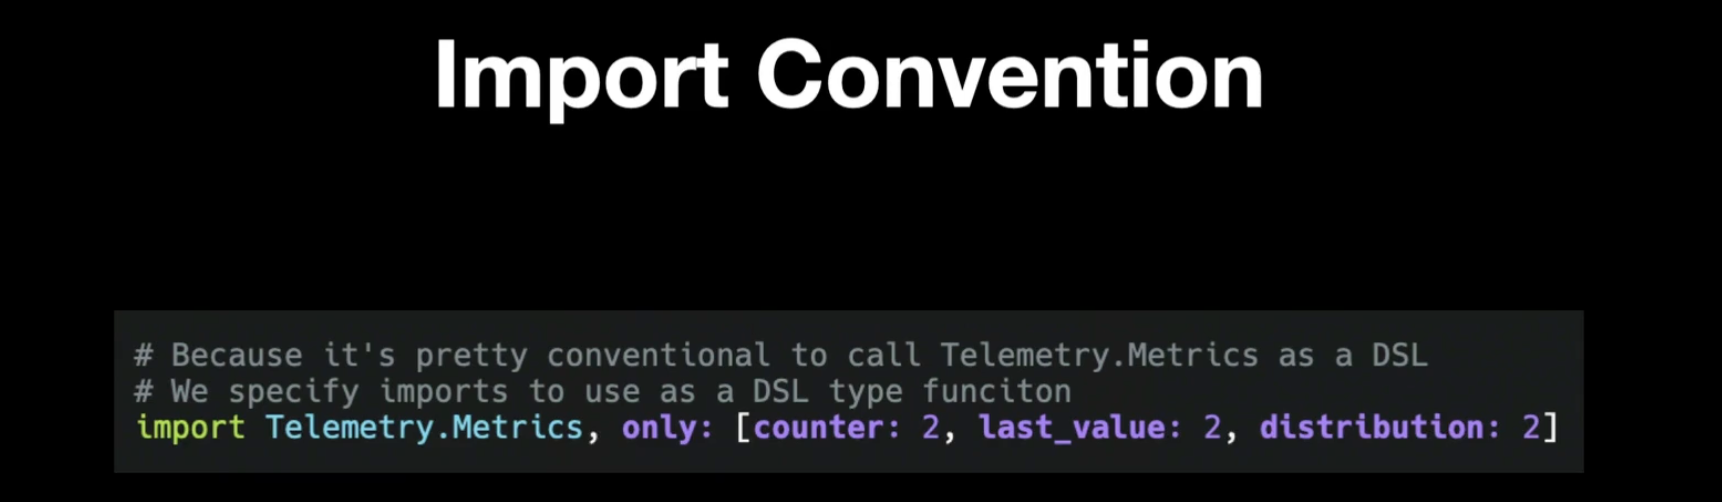 Import Convention
# Because it's pretty conventional to call Telemetry.Metrics as a DSL
# We specify imports to use as a DSL type funciton
import Telemetry.Metrics, only: [counter: 2, last_value: 2, distribution: 2]